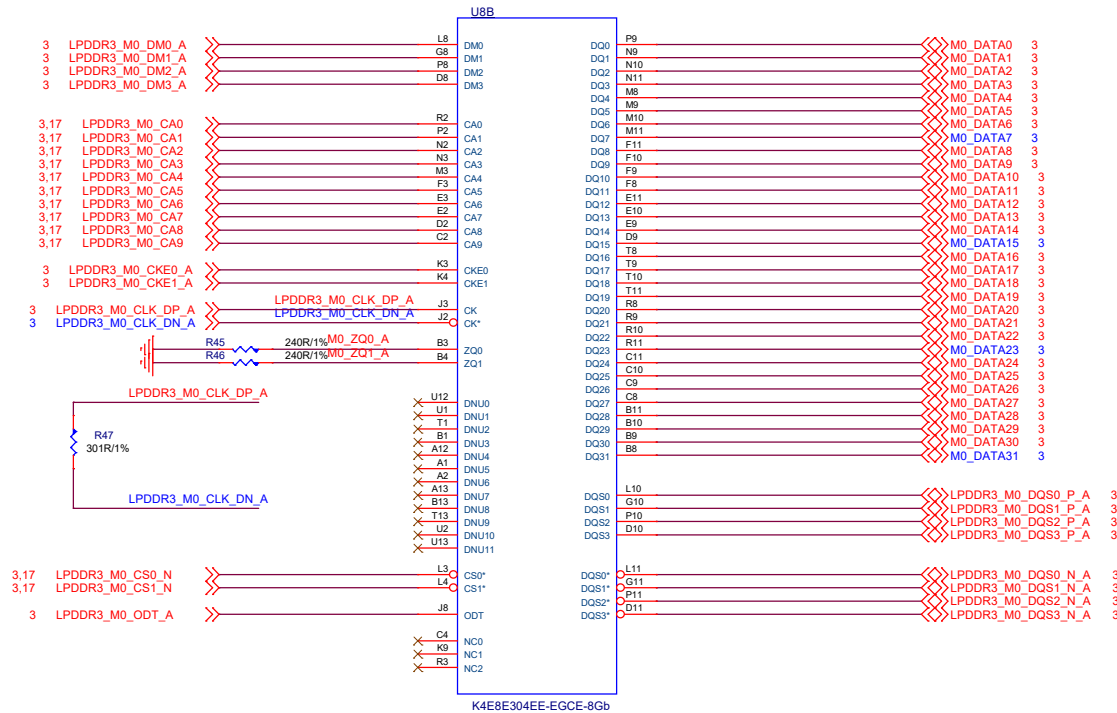 U8B
3 LPDDR3_M0_DM0_A L8 DM0 DQ0 P9 M0_DATA0 3
3 LPDDR3_M0_DM1_A G8 DM1 DQ1 N9 M0_DATA1 3
3 LPDDR3_M0_DM2_A P8 DM2 DQ2 N10 M0_DATA2 3
3 LPDDR3_M0_DM3_A D8 DM3 DQ3 N11 M0_DATA3 3
DQ4 M8 M0_DATA4 3
DQ5 M9 M0_DATA5 3
3,17 LPDDR3_M0_CA0 R2 CA0 DQ6 M10 M0_DATA6 3
3,17 LPDDR3_M0_CA1 P2 CA1 DQ7 M11 M0_DATA7 3
3,17 LPDDR3_M0_CA2 N2 CA2 DQ8 F11 M0_DATA8 3
3,17 LPDDR3_M0_CA3 N3 CA3 DQ9 F10 M0_DATA9 3
3,17 LPDDR3_M0_CA4 M3 CA4 DQ10 F9 M0_DATA10 3
3,17 LPDDR3_M0_CA5 F3 CA5 DQ11 F8 M0_DATA11 3
3,17 LPDDR3_M0_CA6 E3 CA6 DQ12 E11 M0_DATA12 3
3,17 LPDDR3_M0_CA7 E2 CA7 DQ13 E10 M0_DATA13 3
3,17 LPDDR3_M0_CA8 D2 CA8 DQ14 E9 M0_DATA14 3
3,17 LPDDR3_M0_CA9 C2 CA9 DQ15 D9 M0_DATA15 3
DQ16 T8 M0_DATA16 3
3 LPDDR3_M0_CKE0_A K3 CKE0 DQ17 T9 M0_DATA17 3
3 LPDDR3_M0_CKE1_A K4 CKE1 DQ18 T10 M0_DATA18 3
LPDDR3_M0_CLK_DP_A DQ19 T11 M0_DATA19 3
3 LPDDR3_M0_CLK_DP_A J3 CK DQ20 R8 M0_DATA20 3
3 LPDDR3_M0_CLK_DN_A LPDDR3_M0_CLK_DN_A J2 CK* DQ21 R9 M0_DATA21 3
DQ22 R10 M0_DATA22 3
R45 240R/1% M0_ZQ0_A B3 ZQ0 DQ23 R11 M0_DATA23 3
R46 240R/1% M0_ZQ1_A B4 ZQ1 DQ24 C11 M0_DATA24 3
DQ25 C10 M0_DATA25 3
DQ26 C9 M0_DATA26 3
LPDDR3_M0_CLK_DP_A U12 DNU0 DQ27 C8 M0_DATA27 3
U1 DNU1 DQ28 B11 M0_DATA28 3
T1 DNU2 DQ29 B10 M0_DATA29 3
R47 B1 DNU3 DQ30 B9 M0_DATA30 3
301R/1% A12 DNU4 DQ31 B8 M0_DATA31 3
A1 DNU5
A2 DNU6
LPDDR3_M0_CLK_DN_A A13 DNU7 DQS0 L10 LPDDR3_M0_DQS0_P_A 3
B13 DNU8 DQS1 G10 LPDDR3_M0_DQS1_P_A 3
T13 DNU9 DQS2 P10 LPDDR3_M0_DQS2_P_A 3
U2 DNU10 DQS3 D10 LPDDR3_M0_DQS3_P_A 3
U13 DNU11
3,17 LPDDR3_M0_CS0_N L3 CS0* DQS0* L11 LPDDR3_M0_DQS0_N_A 3
3,17 LPDDR3_M0_CS1_N L4 CS1* DQS1* G11 LPDDR3_M0_DQS1_N_A 3
DQS2* P11 LPDDR3_M0_DQS2_N_A 3
3 LPDDR3_M0_ODT_A J8 ODT DQS3* D11 LPDDR3_M0_DQS3_N_A 3
C4 NC0
K9 NC1
R3 NC2
K4E8E304EE-EGCE-8Gb